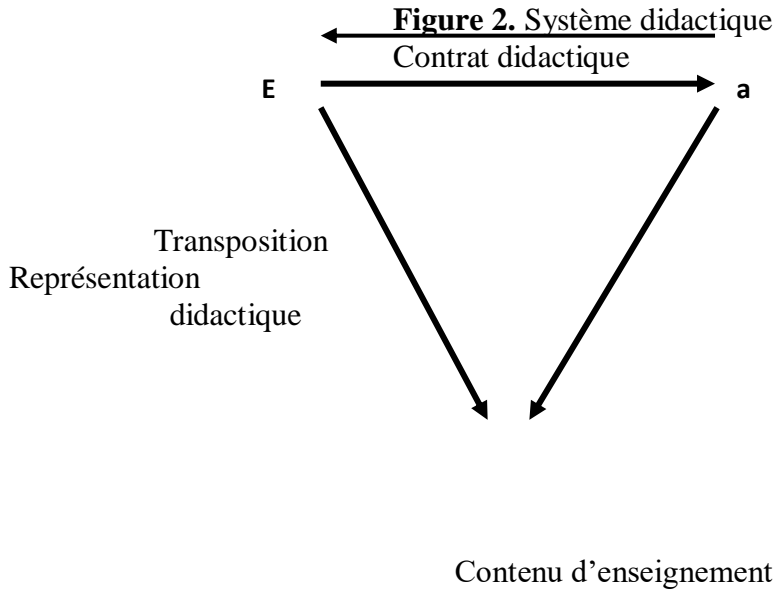 Figure 2. Système didactique
Contrat didactique
E
a
Transposition
Représentation
didactique
Contenu d’enseignement